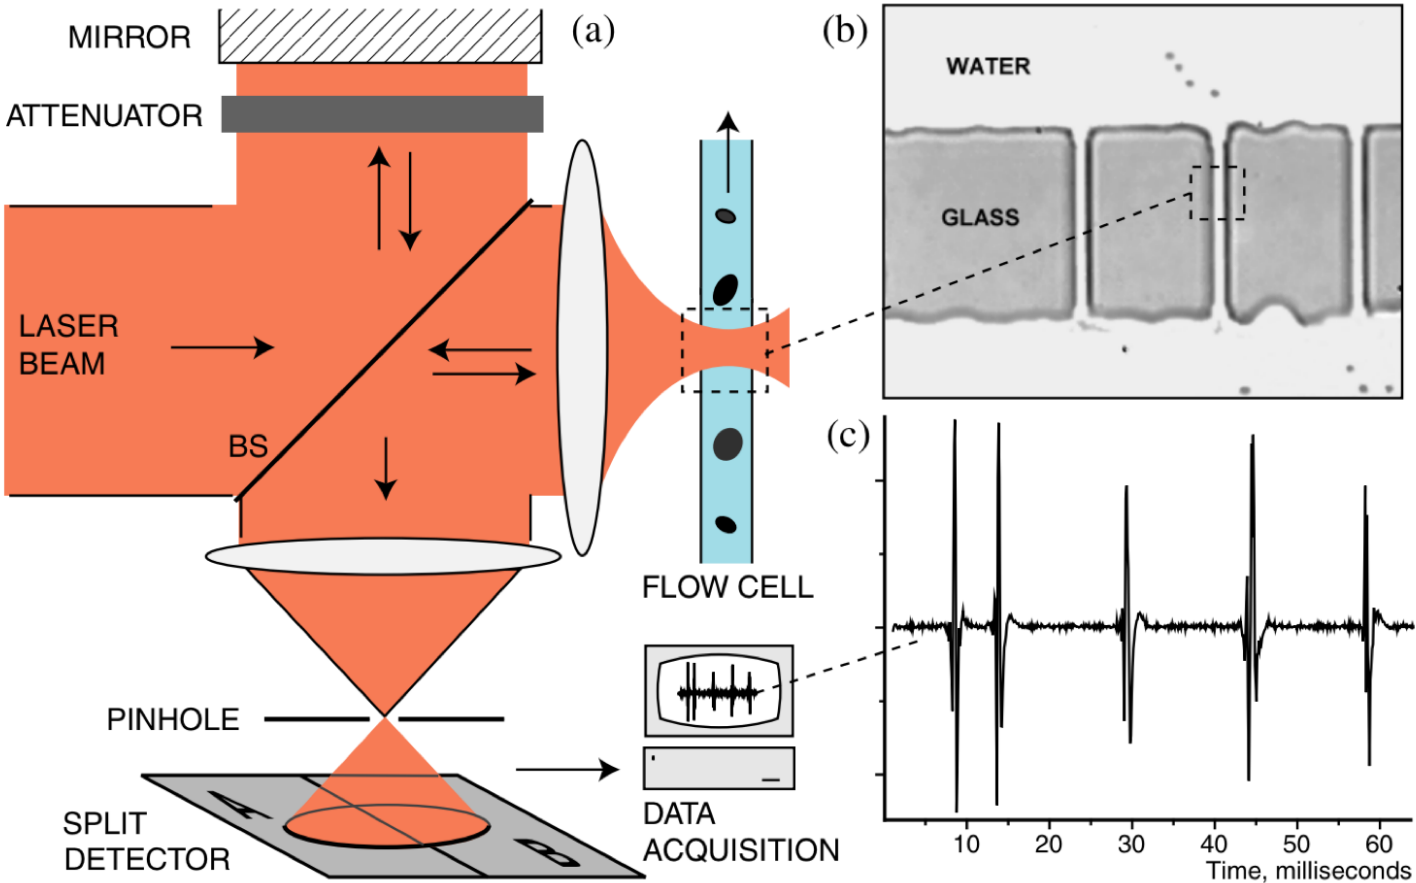 (a)
MIRROR
ATTENUATOR
LASER
BEAM
BS
FLOW CELL
PINHOLE
SPLIT
DETECTOR
A
B
DATA
ACQUISITION
(b)
WATER
GLASS
(c)
10 20 30 40 50 60
Time, milliseconds